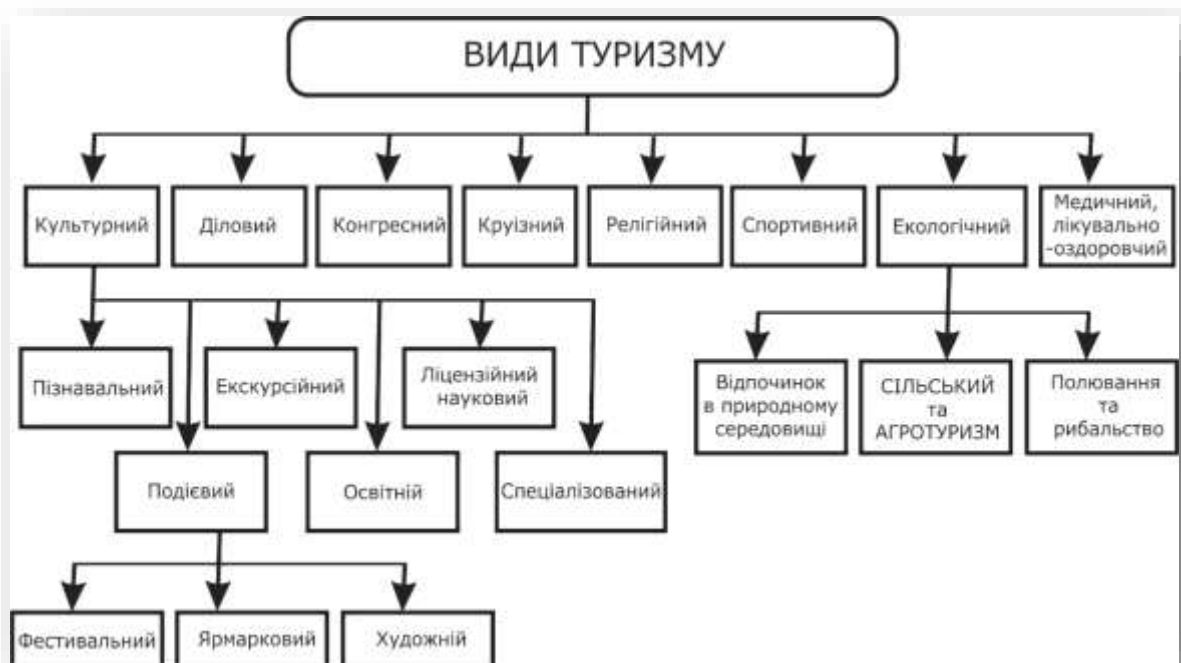 ВИДИ ТУРИЗМУ
Культурний
Діловий
Конгресний
Круїзний
Релігійний
Спортивний
Екологічний
Медичний,
лікувально
-оздоровчий
Пізнавальний
Екскурсійний
Ліцензійний
науковий
Відпочинок
в природному
середовищі
СІЛЬСЬКИЙ
та
АГРОТУРИЗМ
Полювання
та
рибальство
Подієвий
Освітній
Спеціалізований
Фестивальний
Ярмарковий
Художній